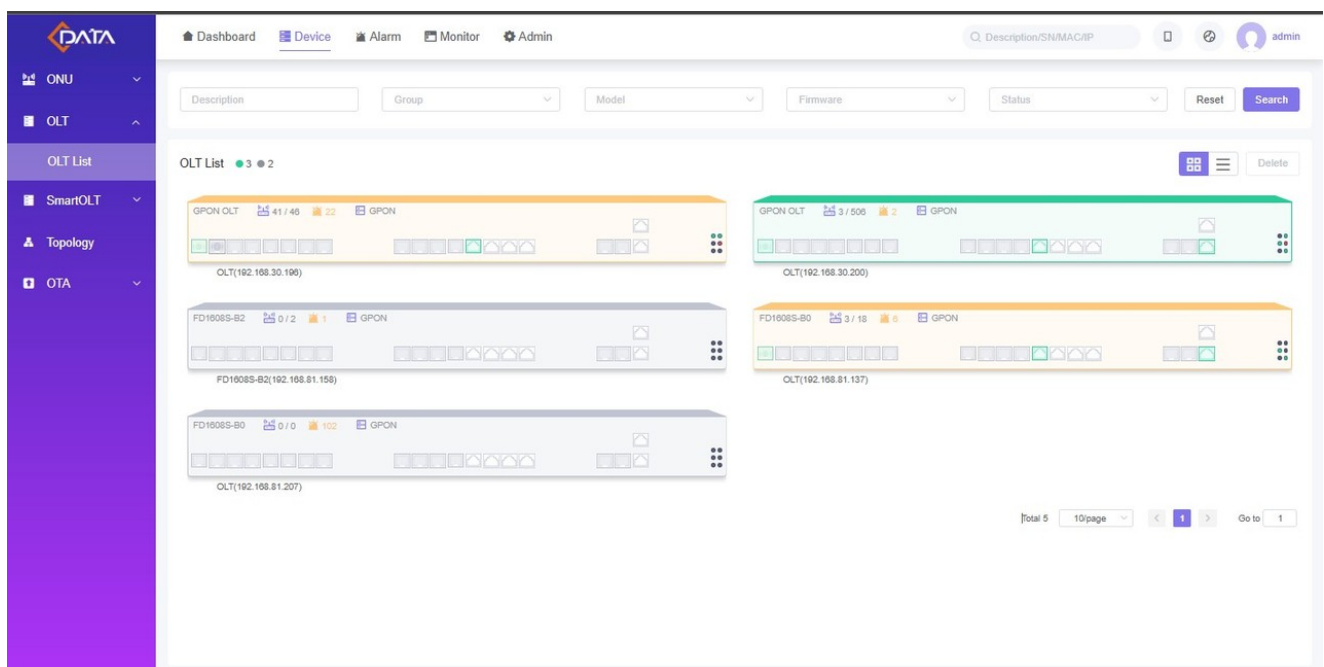 CDATA
Dashboard Device Alarm Monitor Admin Description/SN/MAC/IP admin
ONU
OLT
OLT List
SmartOLT
Topology
OTA
Description Group Model Firmware Status Reset Search
OLT List 3 2 Delete
GPON OLT 41 / 46 22 GPON
OLT(192.168.30.196)
GPON OLT 3 / 506 2 GPON
OLT(192.168.30.200)
FD1608S-B2 0 / 2 1 GPON
FD1608S-B2(192.168.81.158)
FD1608S-B0 3 / 18 6 GPON
OLT(192.168.81.137)
FD1608S-B0 0 / 0 102 GPON
OLT(192.168.81.207)
Total 5 10/page < 1 > Go to 1